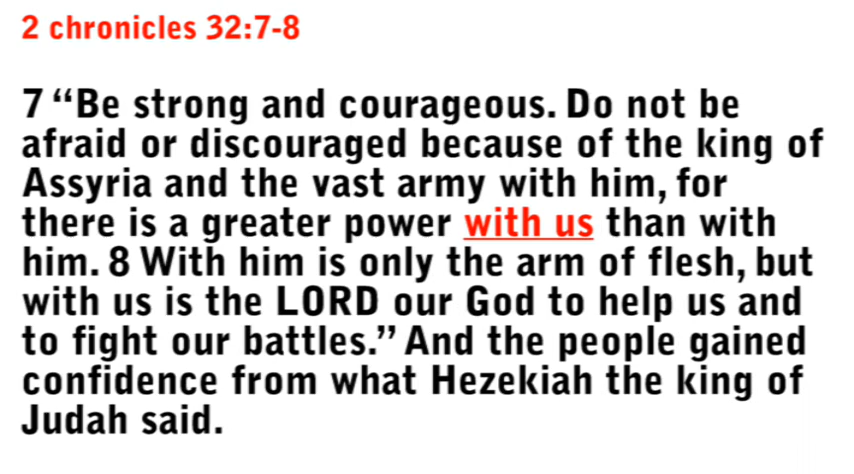 2 chronicles 32:7-8
7 “Be strong and courageous. Do not be
afraid or discouraged because of the king of
Assyria and the vast army with him, for
there is a greater power with us than with
him. 8 With him is only the arm of flesh, but
with us is the LORD our God to help us and
to fight our battles.” And the people gained
confidence from what Hezekiah the king of
Judah said.